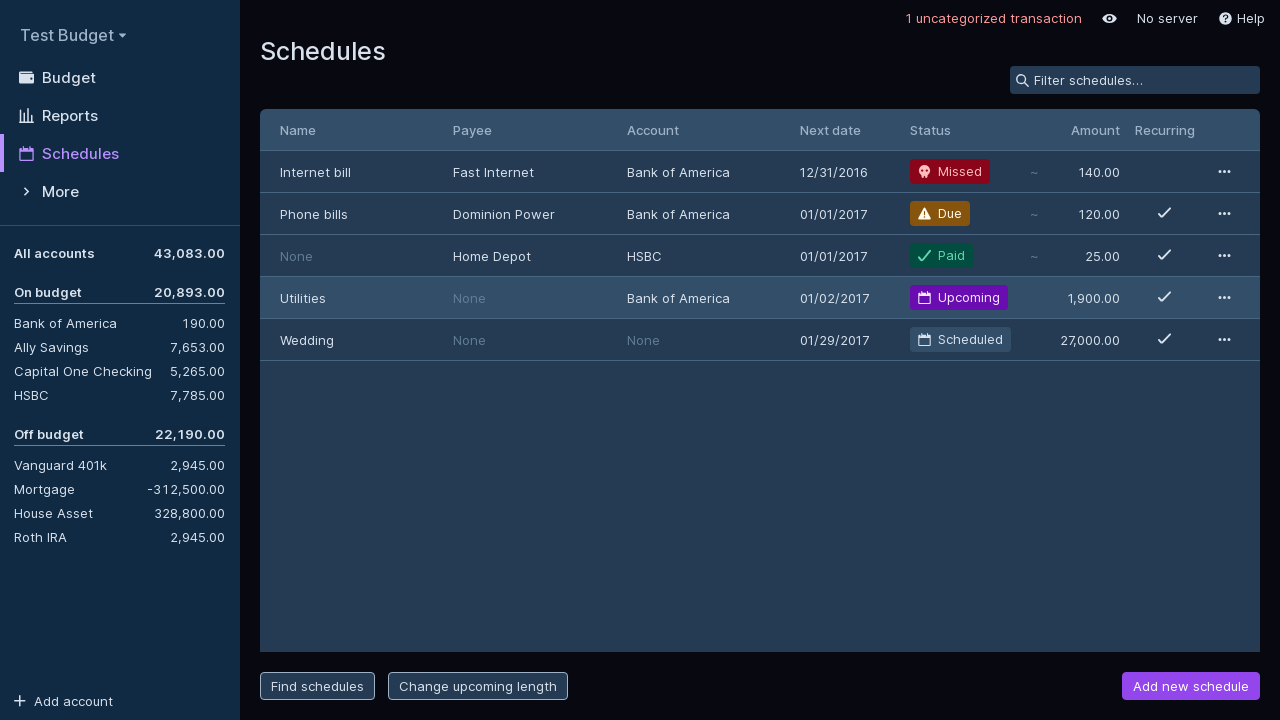 Test Budget
Budget
Reports
Schedules
More
All accounts 43,083.00
On budget 20,893.00
Bank of America 190.00
Ally Savings 7,653.00
Capital One Checking 5,265.00
HSBC 7,785.00
Off budget 22,190.00
Vanguard 401k 2,945.00
Mortgage -312,500.00
House Asset 328,800.00
Roth IRA 2,945.00
Add account
1 uncategorized transaction No server Help
Schedules
Filter schedules...
Name Payee Account Next date Status Amount Recurring
Internet bill Fast Internet Bank of America 12/31/2016 Missed ~ 140.00
Phone bills Dominion Power Bank of America 01/01/2017 Due ~ 120.00
None Home Depot HSBC 01/01/2017 Paid ~ 25.00
Utilities None Bank of America 01/02/2017 Upcoming 1,900.00
Wedding None None 01/29/2017 Scheduled 27,000.00
Find schedules Change upcoming length Add new schedule